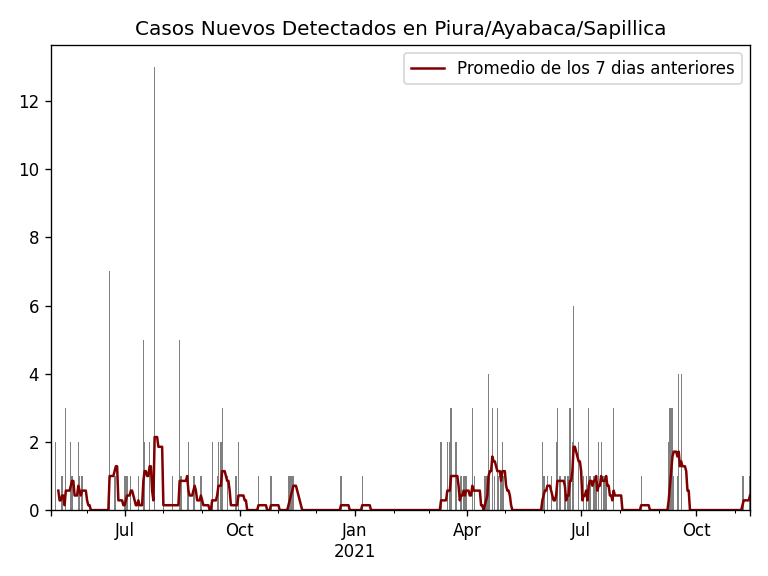 Casos Nuevos Detectados en Piura/Ayabaca/Sapillica
Promedio de los 7 dias anteriores
12
10
8
6
4
2
0
Jul Oct Jan Apr Jul Oct
2021